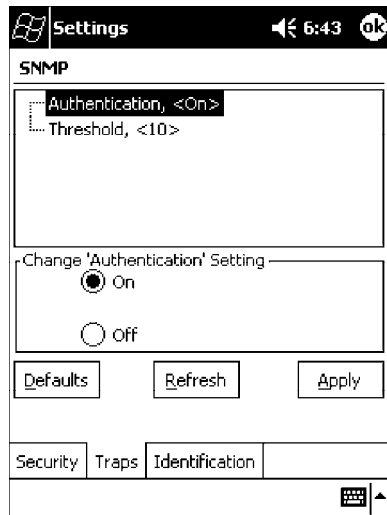 Settings 6:43 ok
SNMP
Authentication, <On>
Threshold, <10>
Change 'Authentication' Setting
On
Off
Defaults Refresh Apply
Security Traps Identification